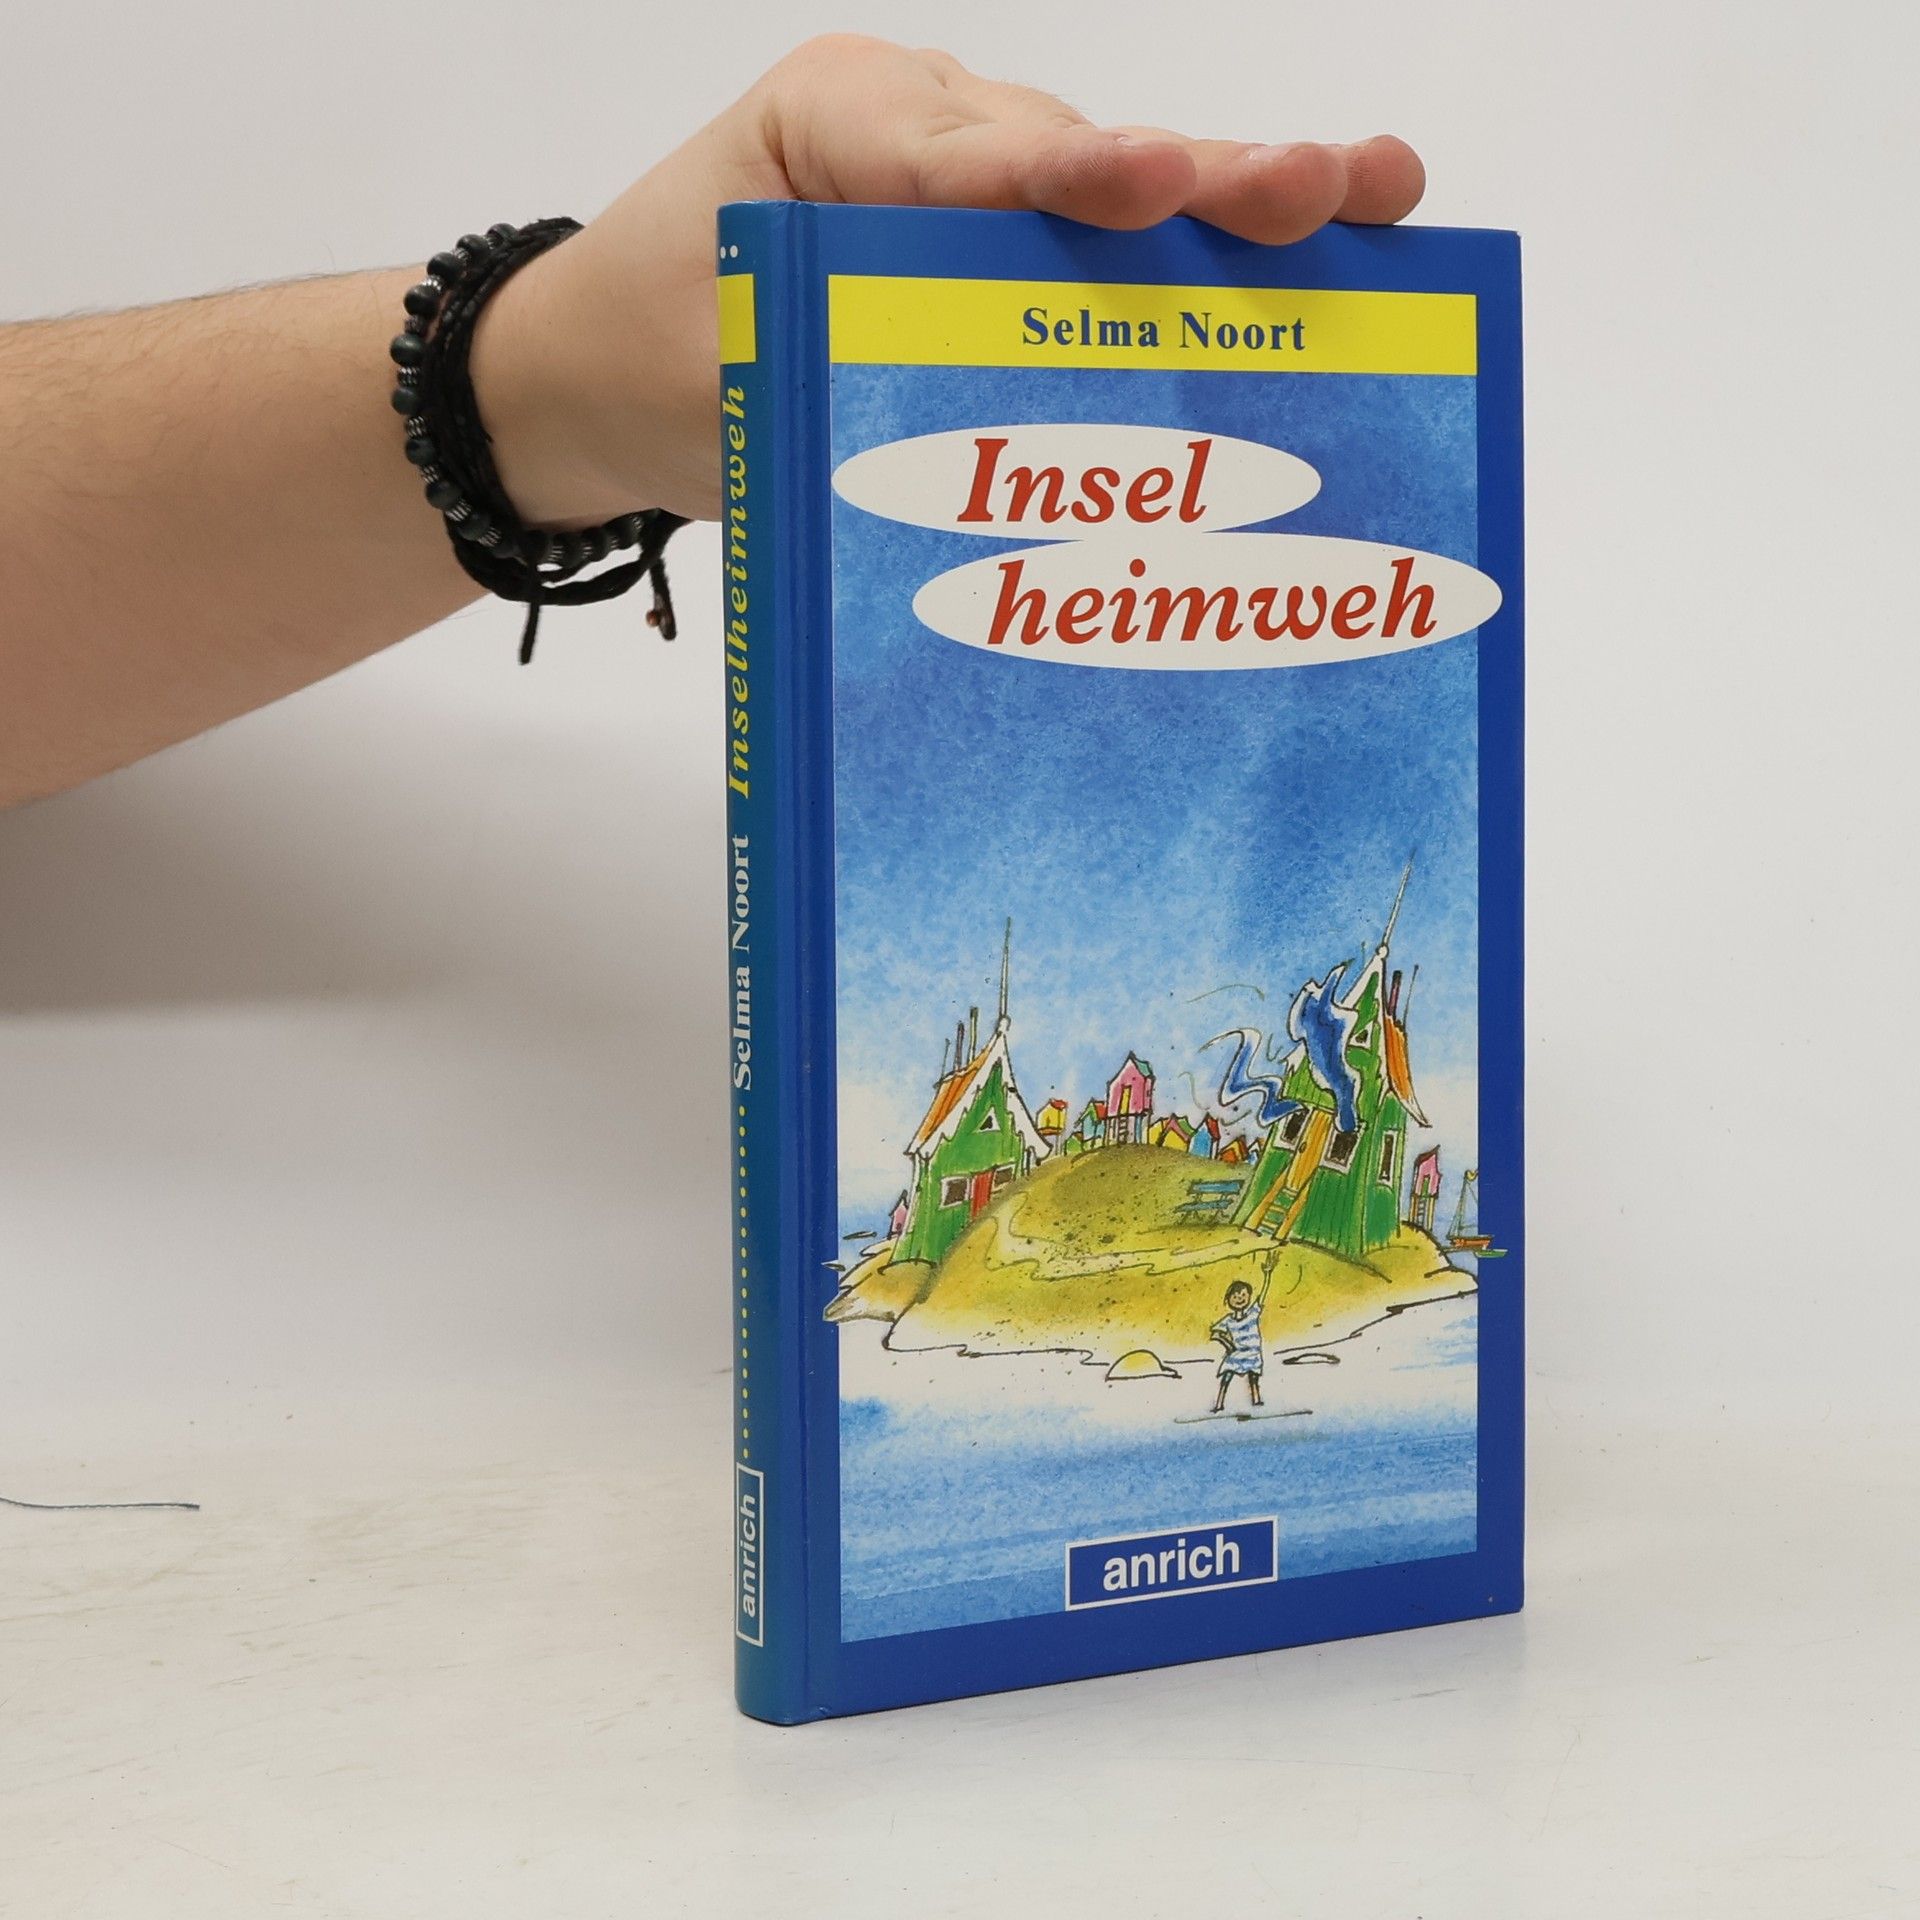 Selma Noort
Insel
heimweh
anrich
Selma Noort Inselheimweh
anrich